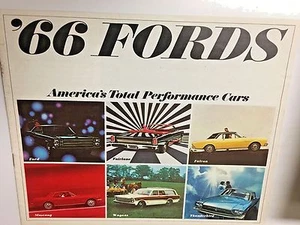 '66 FORDS
America's Total Performance Cars
Ford
Fairlane
Falcon
Mustang
Wagons
Thunderbird